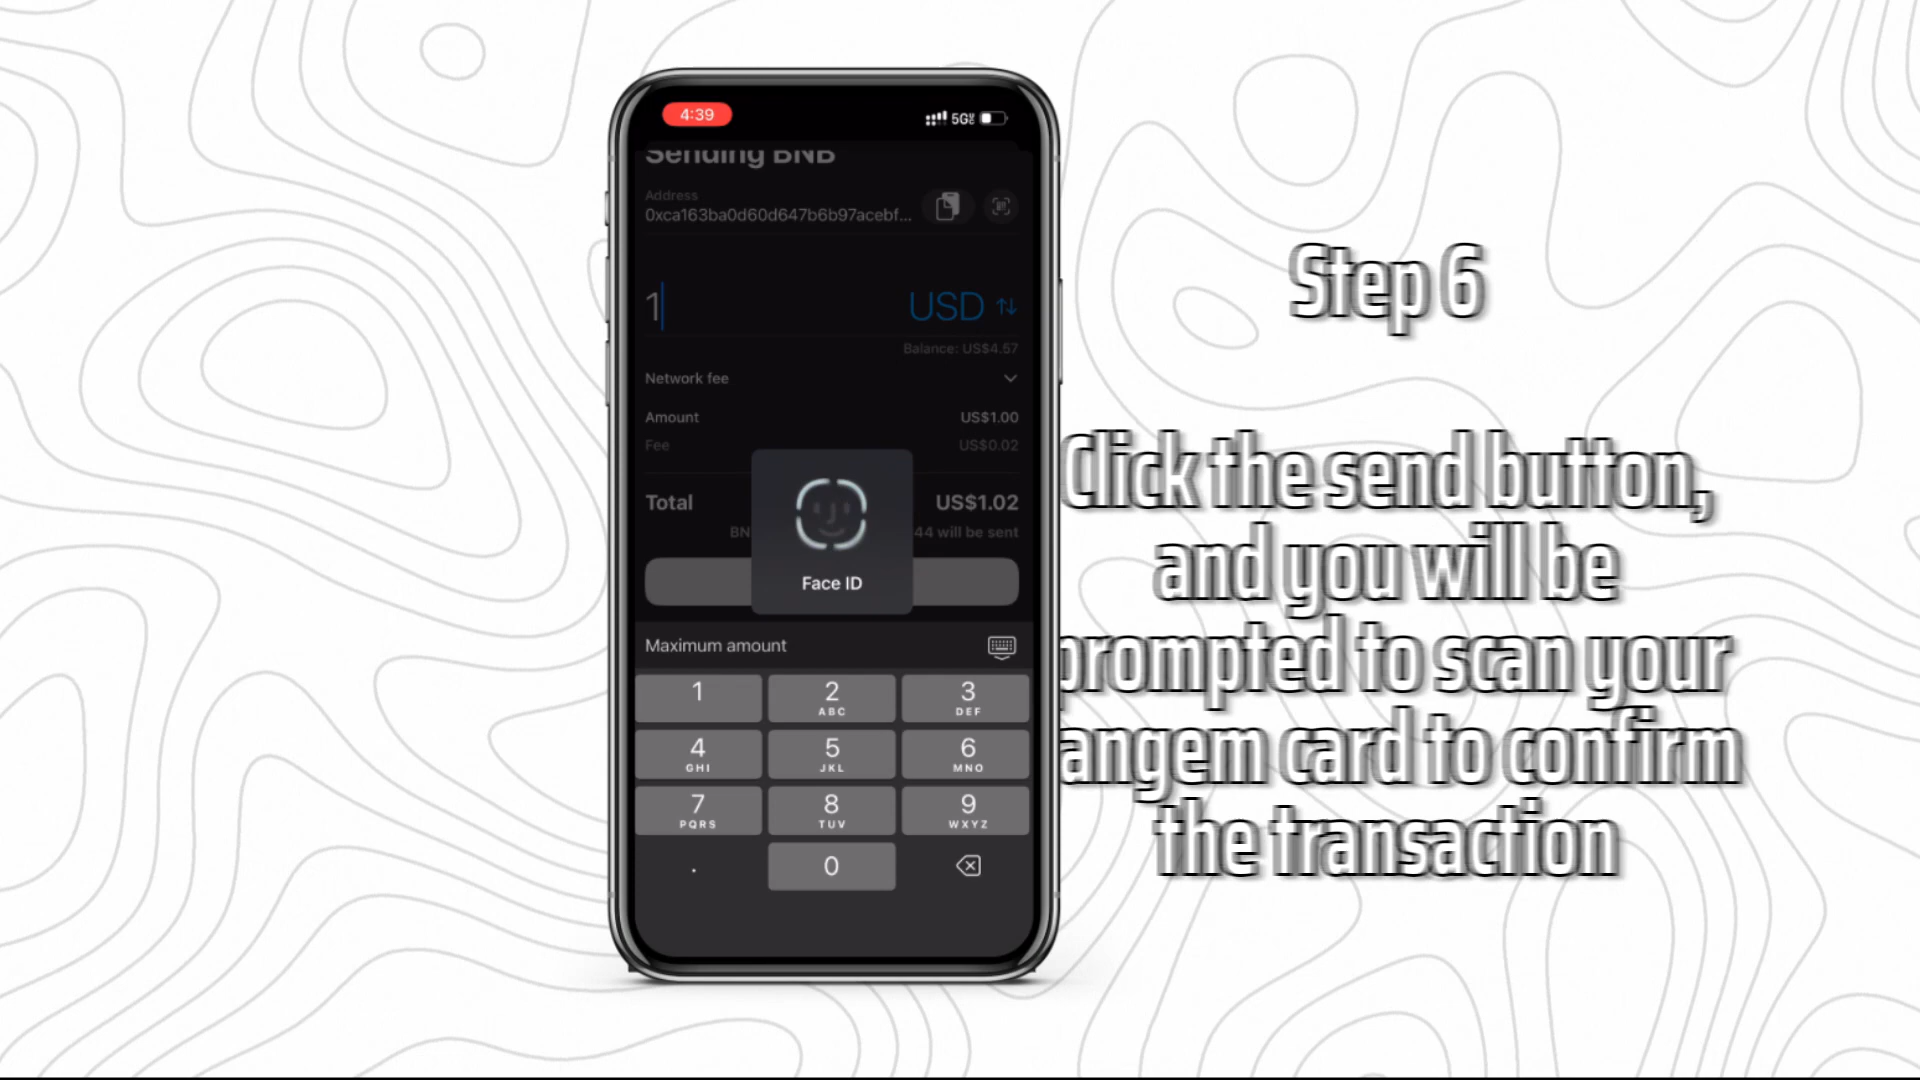 4:39
5G
Sending BNB
Address
0xca163ba0d60d647b6b97acebf...
1
USD
Balance: US$4.57
Network fee
Amount US$1.00
Fee US$0.02
Total US$1.02
BN 44 will be sent
Face ID
Maximum amount
1
2 ABC
3 DEF
4 GHI
5 JKL
6 MNO
7 PQRS
8 TUV
9 WXYZ
.
0
Step 6
Click the send button,
and you will be
prompted to scan your
angem card to confirm
the transaction